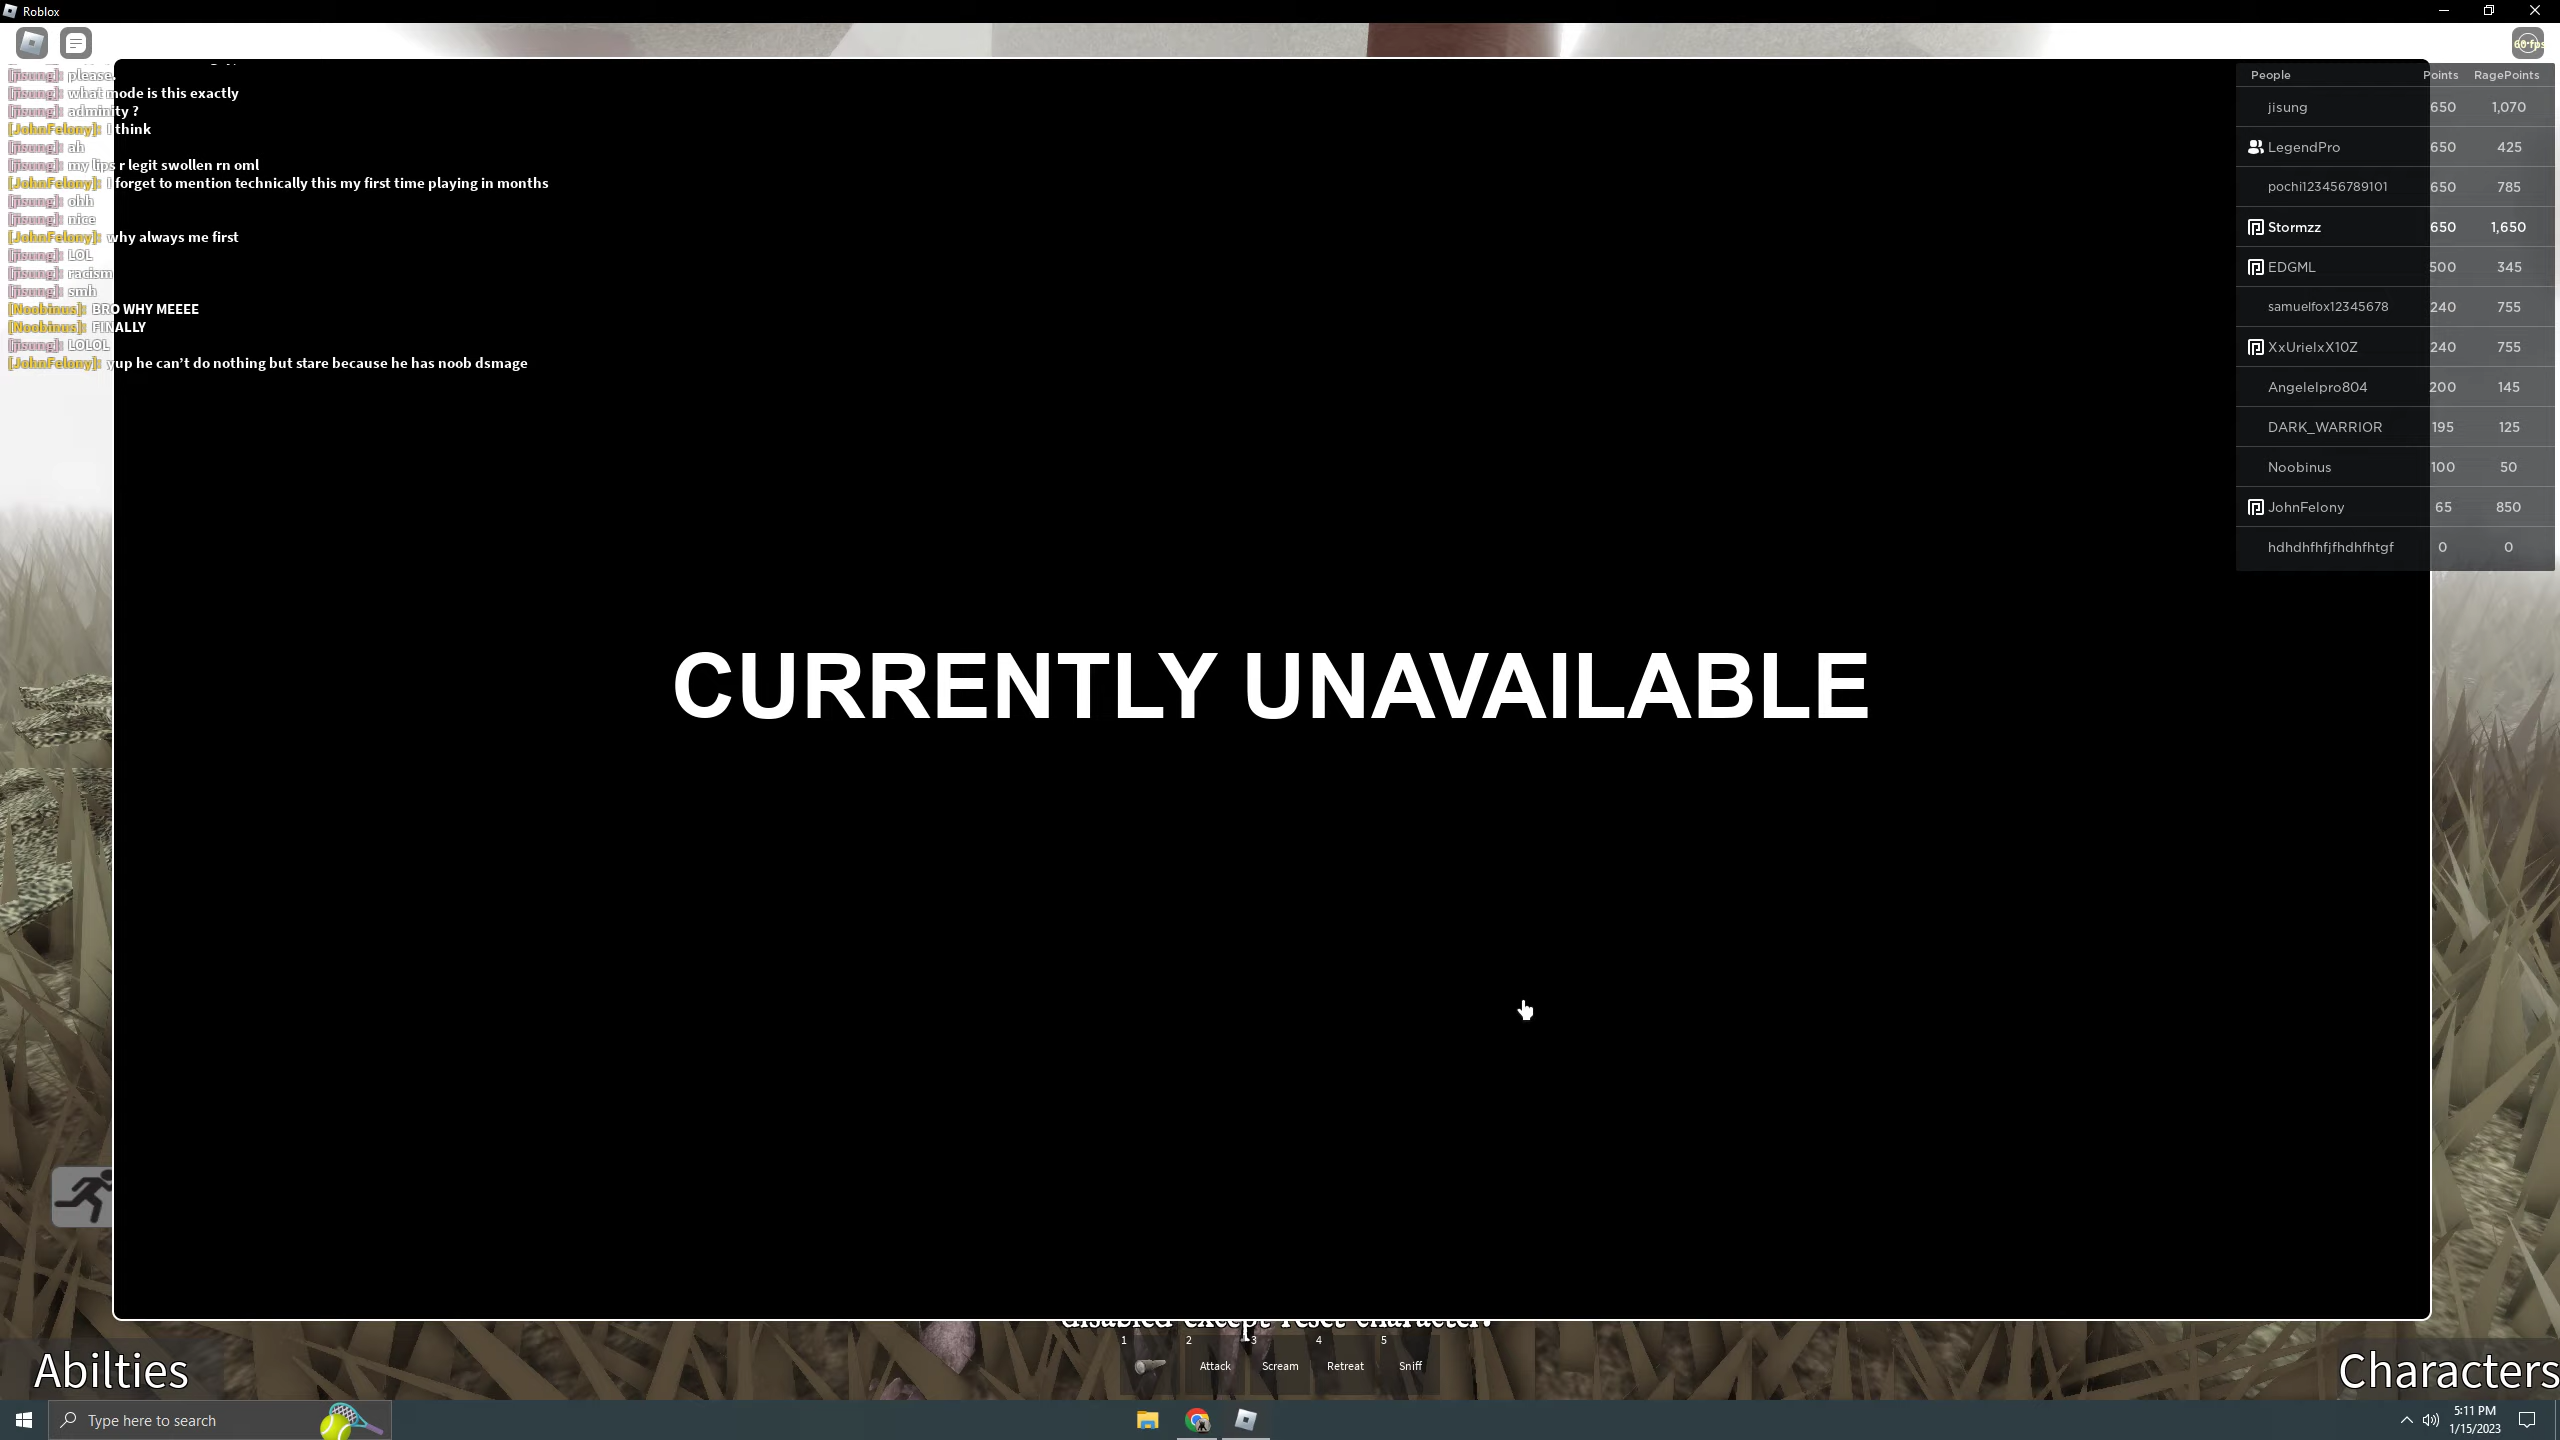 Roblox
60 fps
[jisung]: please.
[jisung]: what mode is this exactly
[jisung]: adminity ?
[JohnFelony]: I think
[jisung]: ah
[jisung]: my lips r legit swollen rn oml
[JohnFelony]: I forget to mention technically this my first time playing in months
[jisung]: ohh
[jisung]: nice
[JohnFelony]: why always me first
[jisung]: LOL
[jisung]: racism
[jisung]: smh
[Noobinus]: BRO WHY MEEEE
[Noobinus]: FINALLY
[jisung]: LOLOL
[JohnFelony]: yup he can't do nothing but stare because he has noob dsmage
People Points RagePoints
jisung 650 1,070
LegendPro 650 425
pochi123456789101 650 785
Stormzz 650 1,650
EDGML 500 345
samuelfox12345678 240 755
XxUrielxX10Z 240 755
Angelelpro804 200 145
DARK_WARRIOR 195 125
Noobinus 100 50
JohnFelony 65 850
hdhdhfhfjfhdhfhtgf 0 0
CURRENTLY UNAVAILABLE
disabled except reset character.
1 2 3 4 5
Attack Scream Retreat Sniff
Abilties
Characters
Type here to search
5:11 PM
1/15/2023